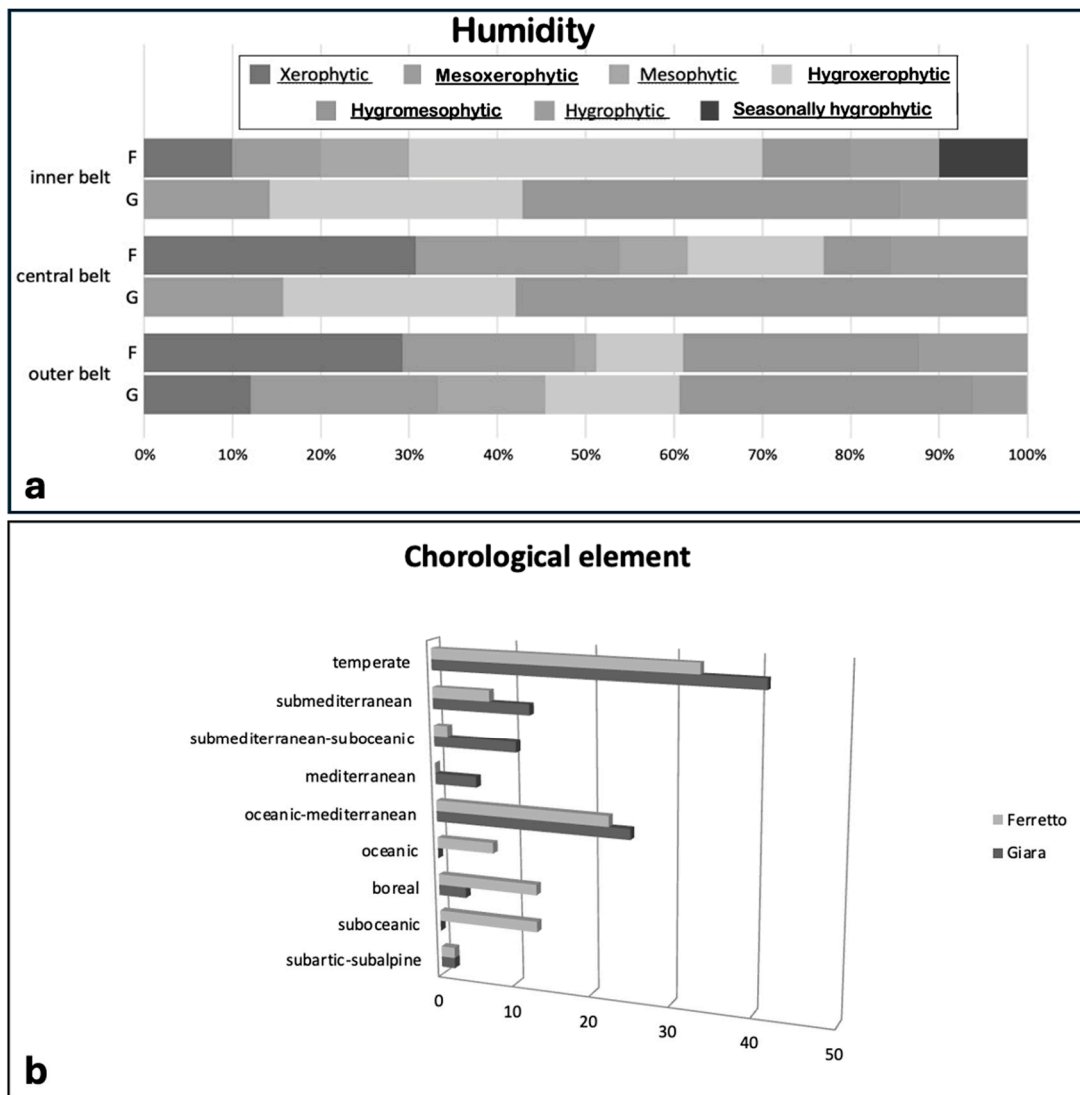 Humidity
Xerophytic Mesoxerophytic Mesophytic Hygroxerophytic
Hygromesophytic Hygrophytic Seasonally hygrophytic
F
inner belt
G
F
central belt
G
F
outer belt
G
0% 10% 20% 30% 40% 50% 60% 70% 80% 90% 100%
a
Chorological element
temperate
submediterranean
submediterranean-suboceanic
mediterranean
oceanic-mediterranean
oceanic
boreal
suboceanic
subartic-subalpine
Ferretto
Giara
0 10 20 30 40 50
b